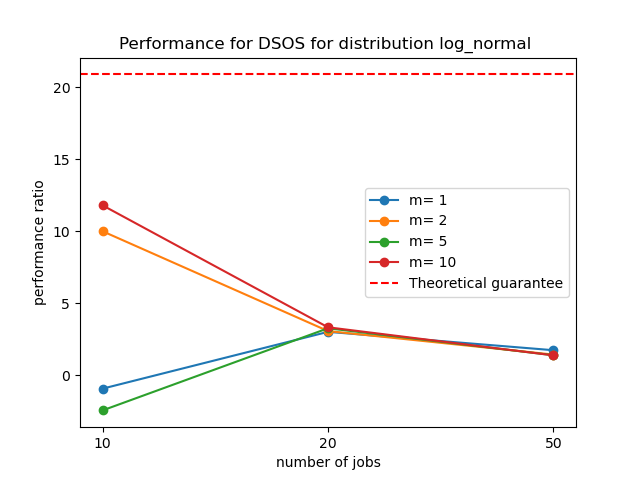 Performance for DSOS for distribution log_normal
performance ratio
20
15
10
5
0
m= 1
m= 2
m= 5
m= 10
Theoretical guarantee
10 20 50
number of jobs